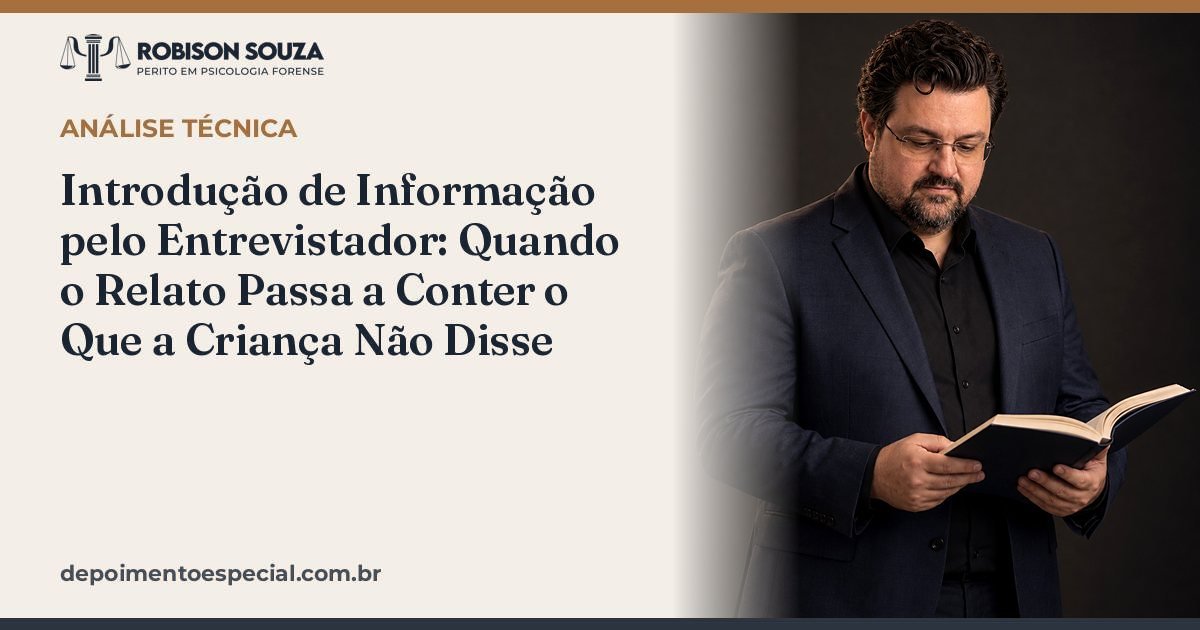 ROBISON SOUZA
PERITO EM PSICOLOGIA FORENSE
ANÁLISE TÉCNICA
Introdução de Informação
pelo Entrevistador: Quando
o Relato Passa a Conter o
Que a Criança Não Disse
depoimentoespecial.com.br